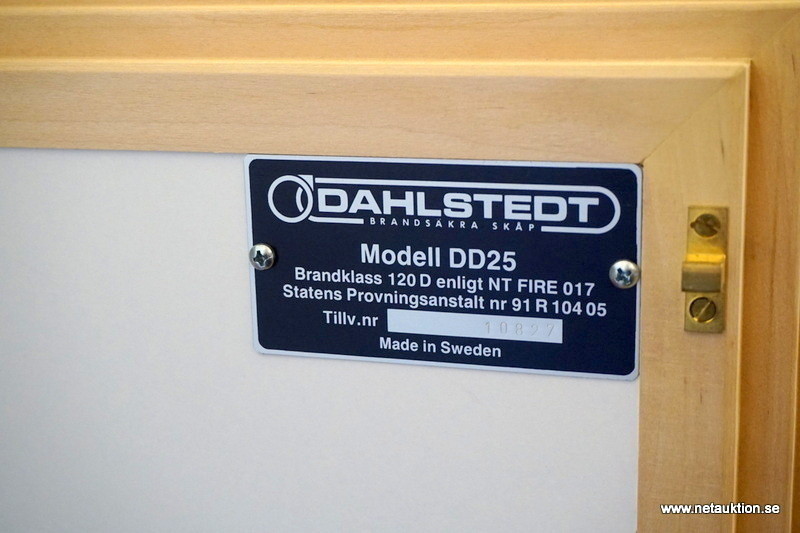 DAHLSTEDT
BRANDSÄKRA SKÅP
Modell DD25
Brandklass 120 D enligt NT FIRE 017
Statens Provningsanstalt nr 91 R 104 05
Tillv.nr 10897
Made in Sweden
www.netauktion.se